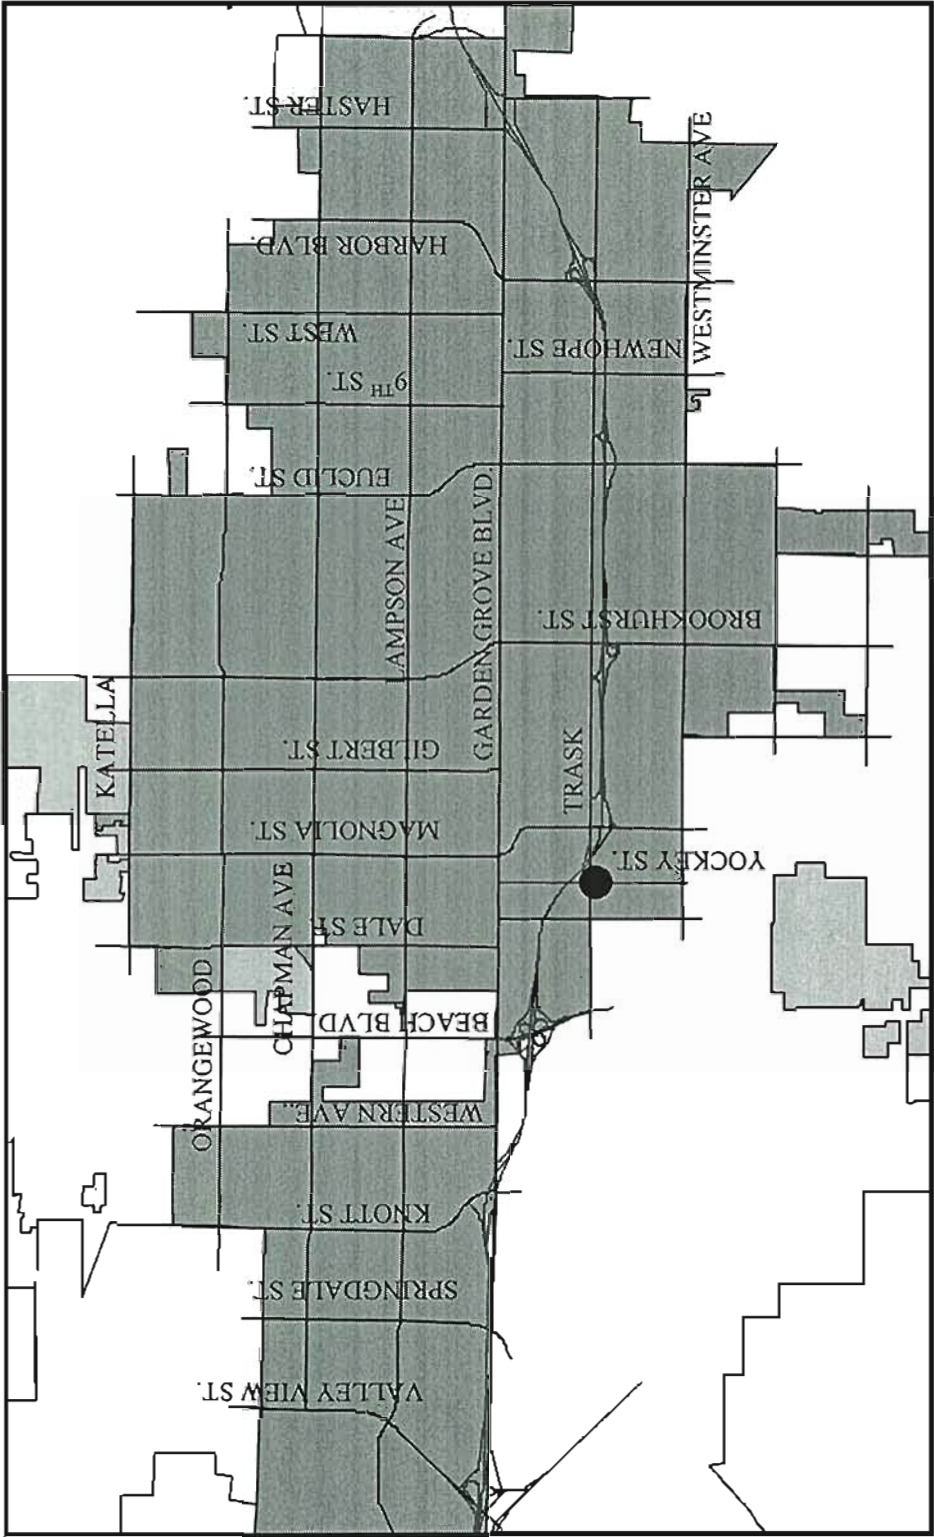 HASTER ST.
WESTMINSTER AVE
HARBOR BLVD.
WEST ST.
NEWHOPE ST.
9TH ST.
EUCLID ST.
LAMPSON AVE
GARDEN GROVE BLVD.
BROOKHURST ST.
KATELLA
GILBERT ST.
TRASK
MAGNOLIA ST.
YOCKEY ST.
CHAPMAN AVE
DALE ST.
ORANGEWOOD
BEACH BLVD
WESTERN AVE.
KNOTT ST.
SPRINGDALE ST.
VALLEY VIEW ST.